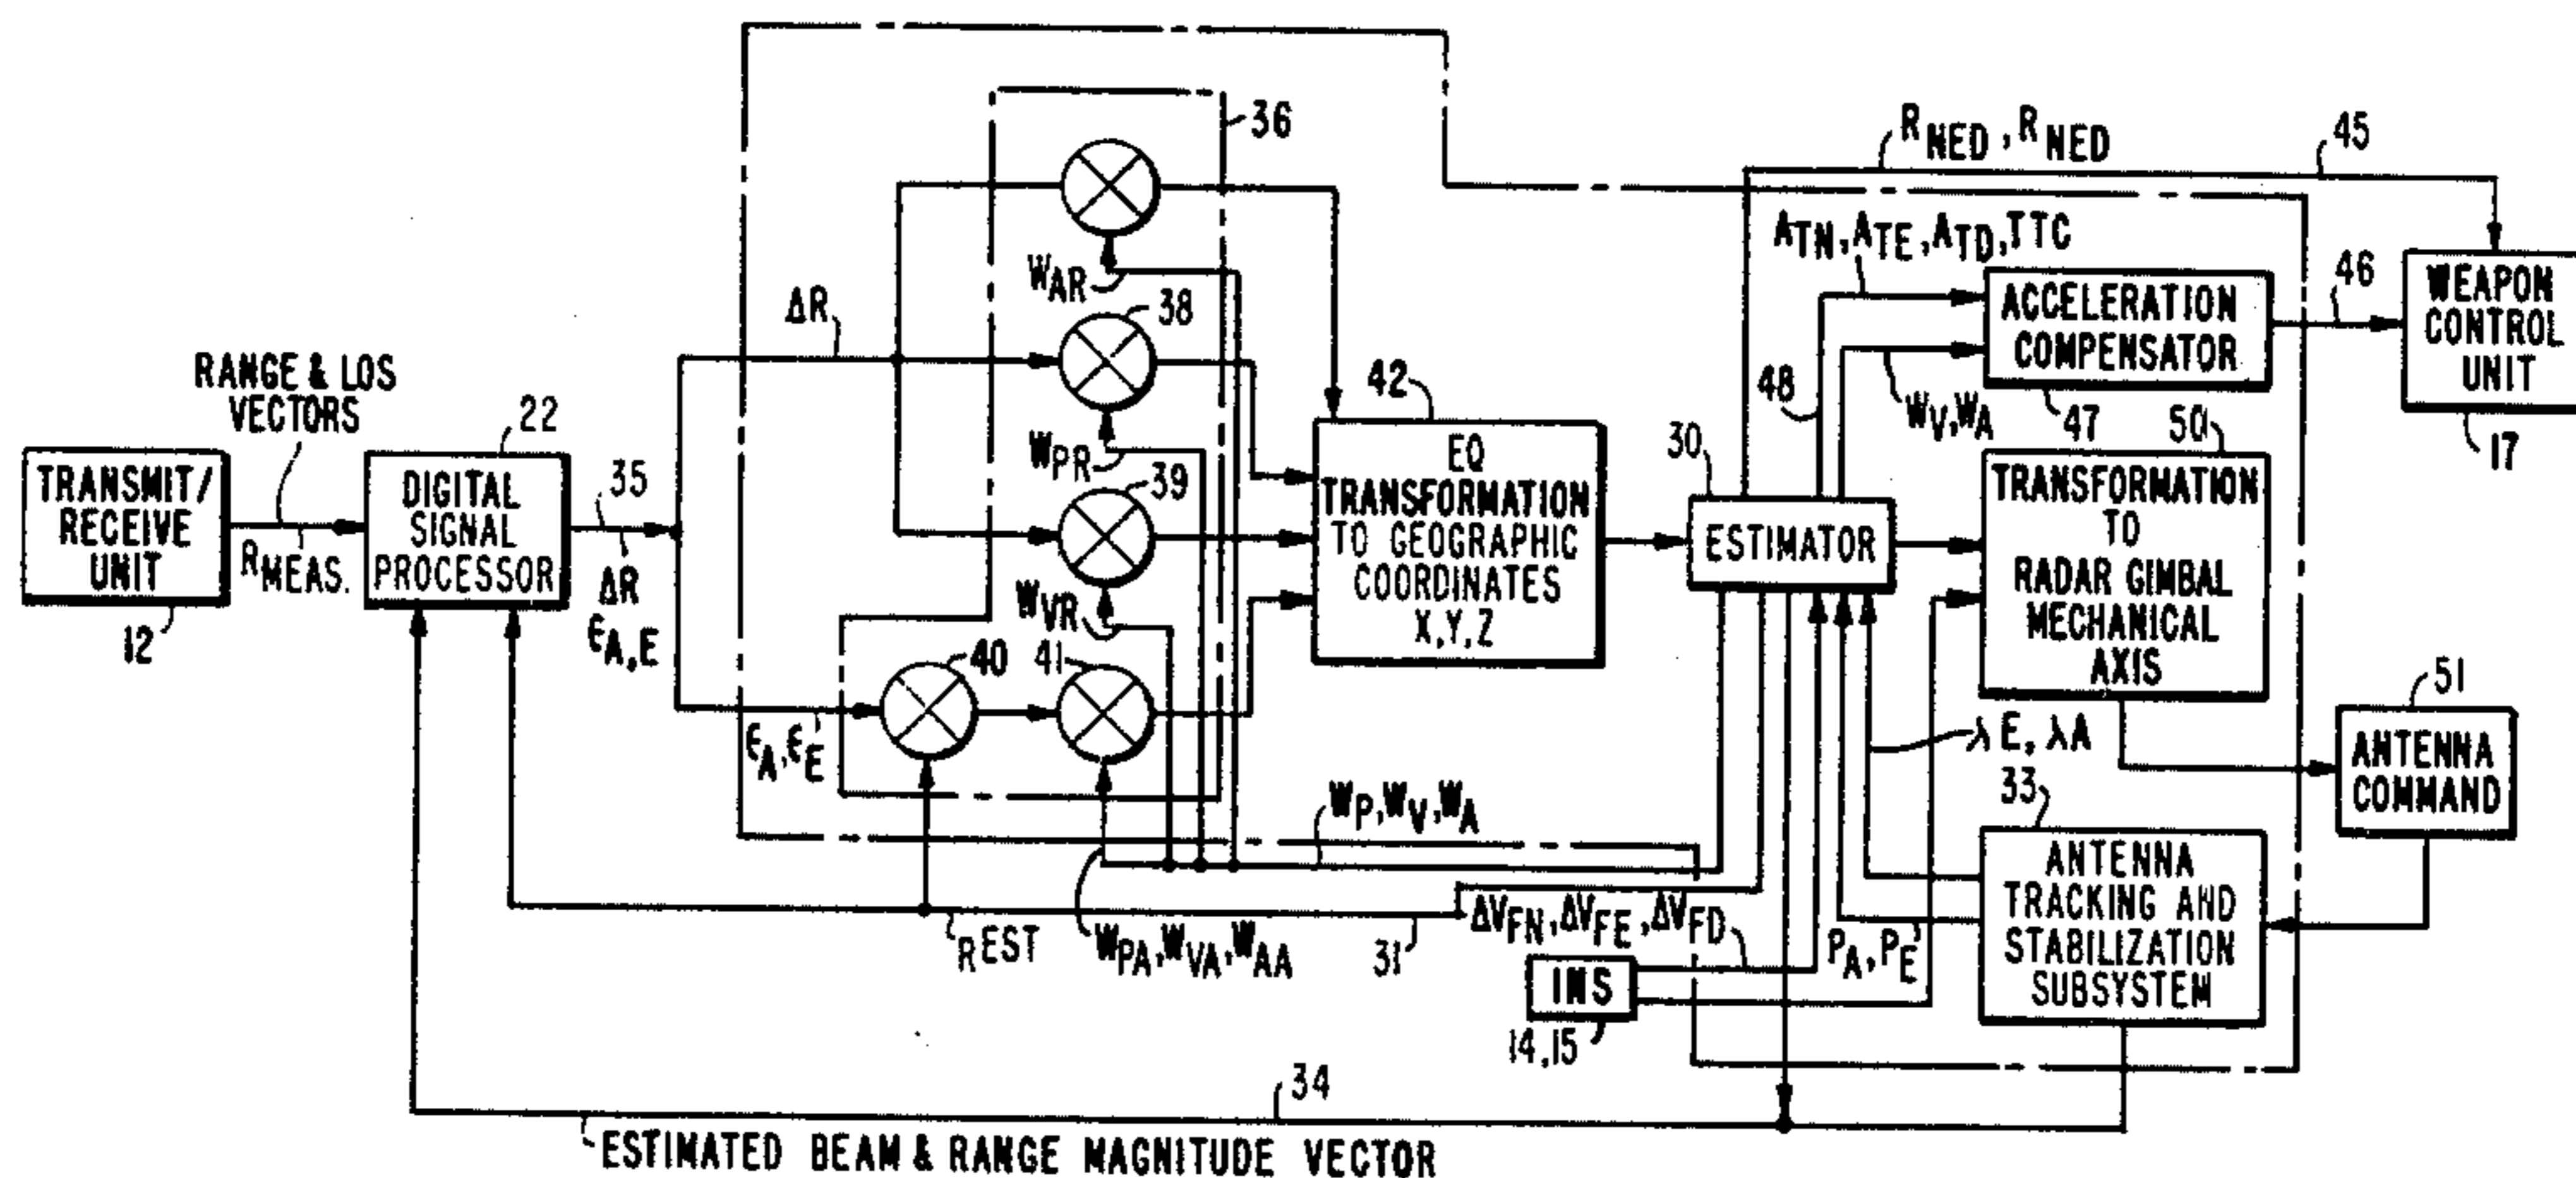 RANGE & LOS
VECTORS
TRANSMIT/
RECEIVE
UNIT
12
RMEAS.
22
DIGITAL
SIGNAL
PROCESSOR
35
ΔR
ϵA,E
ΔR
ϵA,ϵE
36
WAR
38
WPR
39
WVR
40
41
42
EQ
TRANSFORMATION
TO GEOGRAPHIC
COORDINATES
X,Y,Z
30
ESTIMATOR
RNED,RNED
45
ATN,ATE,ATD,TTC
48
WV,WA
ACCELERATION
COMPENSATOR
47
46
WEAPON
CONTROL
UNIT
17
50
TRANSFORMATION
TO
RADAR GIMBAL
MECHANICAL
AXIS
51
ANTENNA
COMMAND
λE, λA
33
ANTENNA
TRACKING AND
STABILIZATION
SUBSYSTEM
PA,PE
WP,WV,WA
ΔVFN,ΔVFE,ΔVFD
INS
14,15
REST
WPA,WVA,WAA
31
34
ESTIMATED BEAM & RANGE MAGNITUDE VECTOR